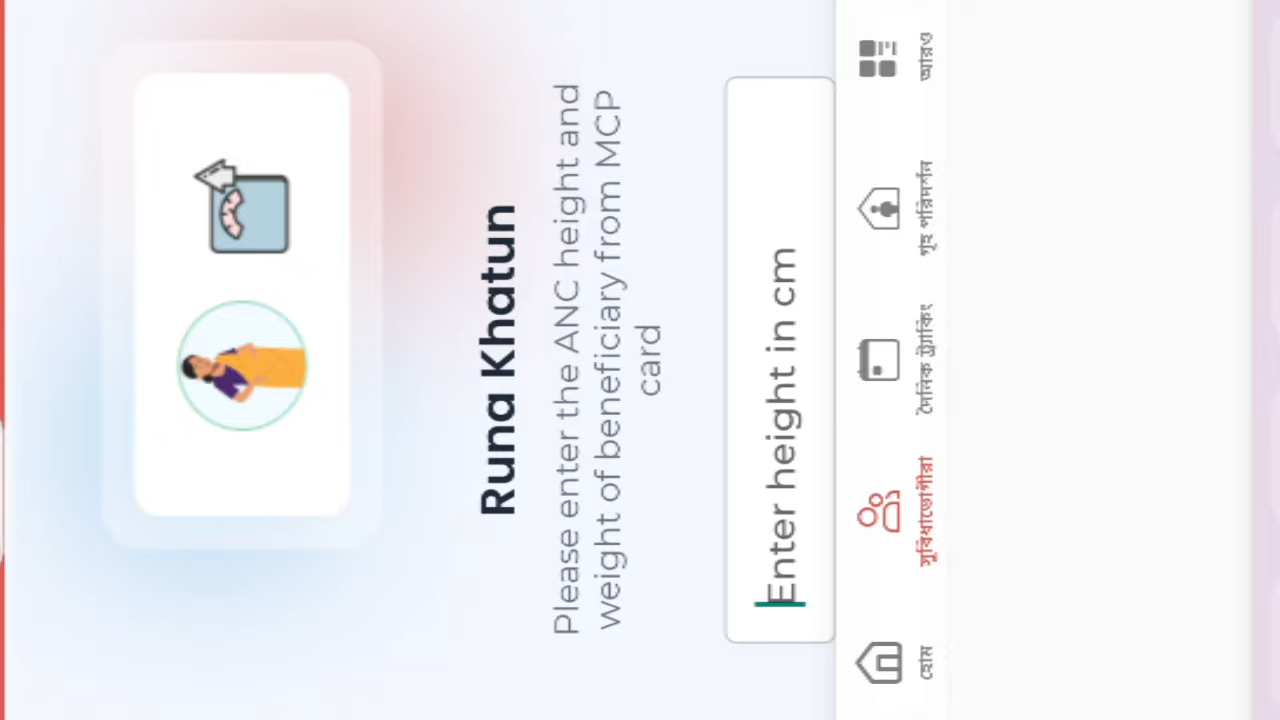 Runa Khatun
Please enter the ANC height and
weight of beneficiary from MCP
card
Enter height in cm
হোম
সুবিধাভোগীরা
দৈনিক ট্র্যাকিং
গৃহ পরিদর্শন
আরও